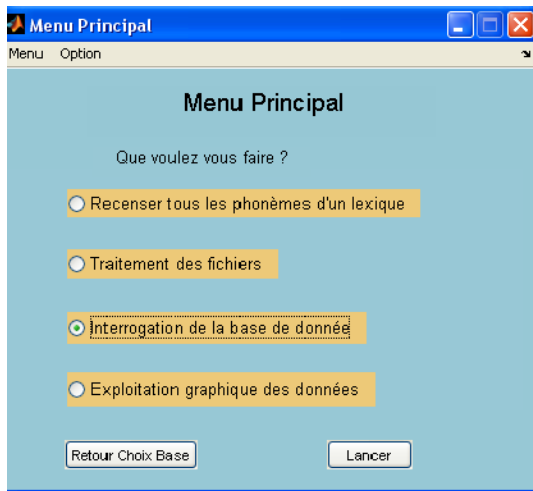 Menu Principal
Menu Option
Menu Principal
Que voulez vous faire ?
Recenser tous les phonèmes d'un lexique
Traitement des fichiers
Interrogation de la base de donnée
Exploitation graphique des données
Retour Choix Base Lancer